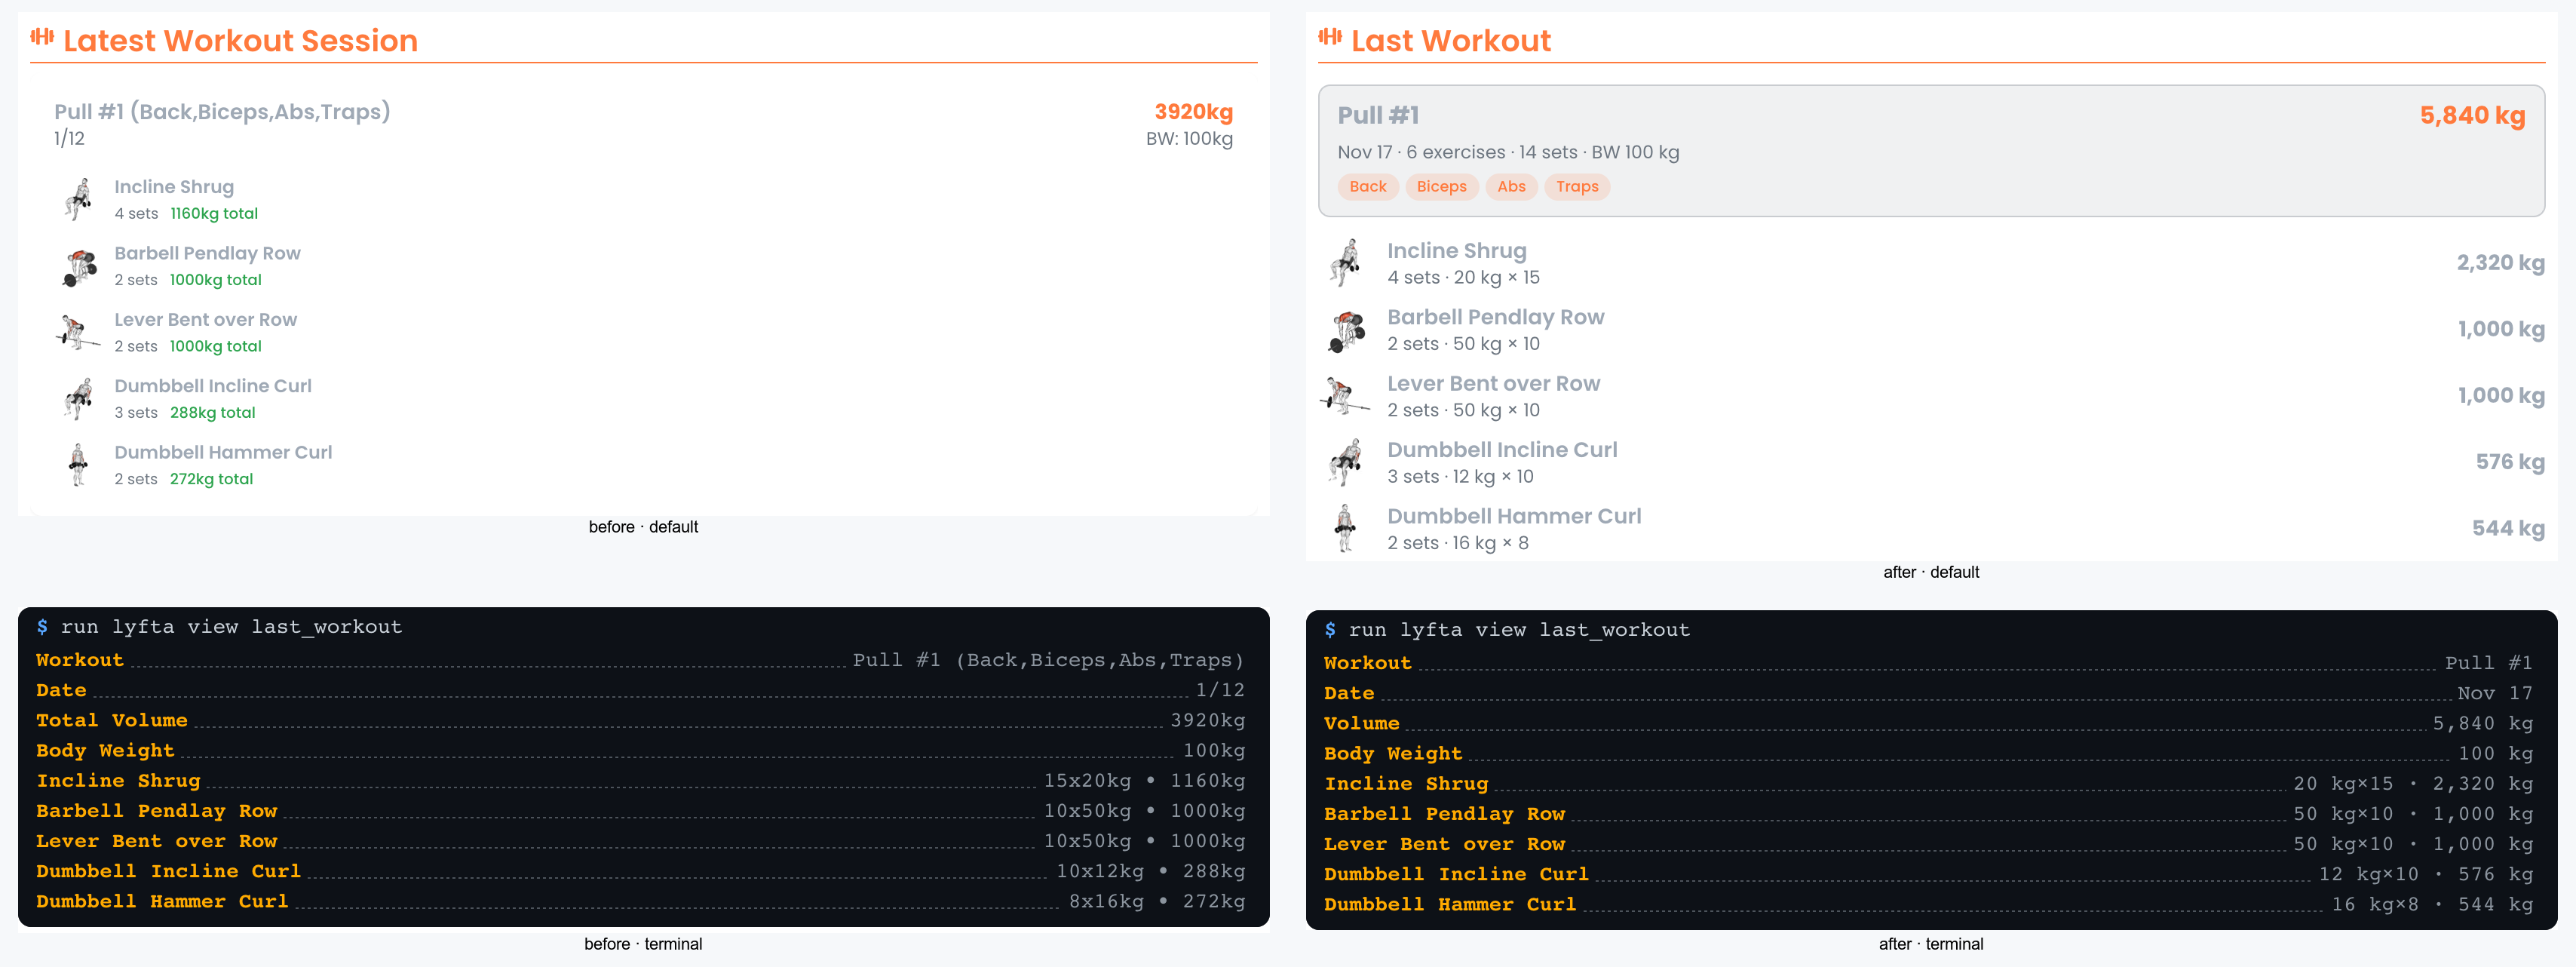 Latest Workout Session
Pull #1 (Back,Biceps,Abs,Traps)
3920kg
1/12
BW: 100kg
Incline Shrug
4 sets 1160kg total
Barbell Pendlay Row
2 sets 1000kg total
Lever Bent over Row
2 sets 1000kg total
Dumbbell Incline Curl
3 sets 288kg total
Dumbbell Hammer Curl
2 sets 272kg total
before · default
Last Workout
Pull #1
5,840 kg
Nov 17 · 6 exercises · 14 sets · BW 100 kg
Back Biceps Abs Traps
Incline Shrug
4 sets · 20 kg × 15
2,320 kg
Barbell Pendlay Row
2 sets · 50 kg × 10
1,000 kg
Lever Bent over Row
2 sets · 50 kg × 10
1,000 kg
Dumbbell Incline Curl
3 sets · 12 kg × 10
576 kg
Dumbbell Hammer Curl
2 sets · 16 kg × 8
544 kg
after · default
$ run lyfta view last_workout
Workout Pull #1 (Back,Biceps,Abs,Traps)
Date 1/12
Total Volume 3920kg
Body Weight 100kg
Incline Shrug 15x20kg • 1160kg
Barbell Pendlay Row 10x50kg • 1000kg
Lever Bent over Row 10x50kg • 1000kg
Dumbbell Incline Curl 10x12kg • 288kg
Dumbbell Hammer Curl 8x16kg • 272kg
before · terminal
$ run lyfta view last_workout
Workout Pull #1
Date Nov 17
Volume 5,840 kg
Body Weight 100 kg
Incline Shrug 20 kg×15 · 2,320 kg
Barbell Pendlay Row 50 kg×10 · 1,000 kg
Lever Bent over Row 50 kg×10 · 1,000 kg
Dumbbell Incline Curl 12 kg×10 · 576 kg
Dumbbell Hammer Curl 16 kg×8 · 544 kg
after · terminal